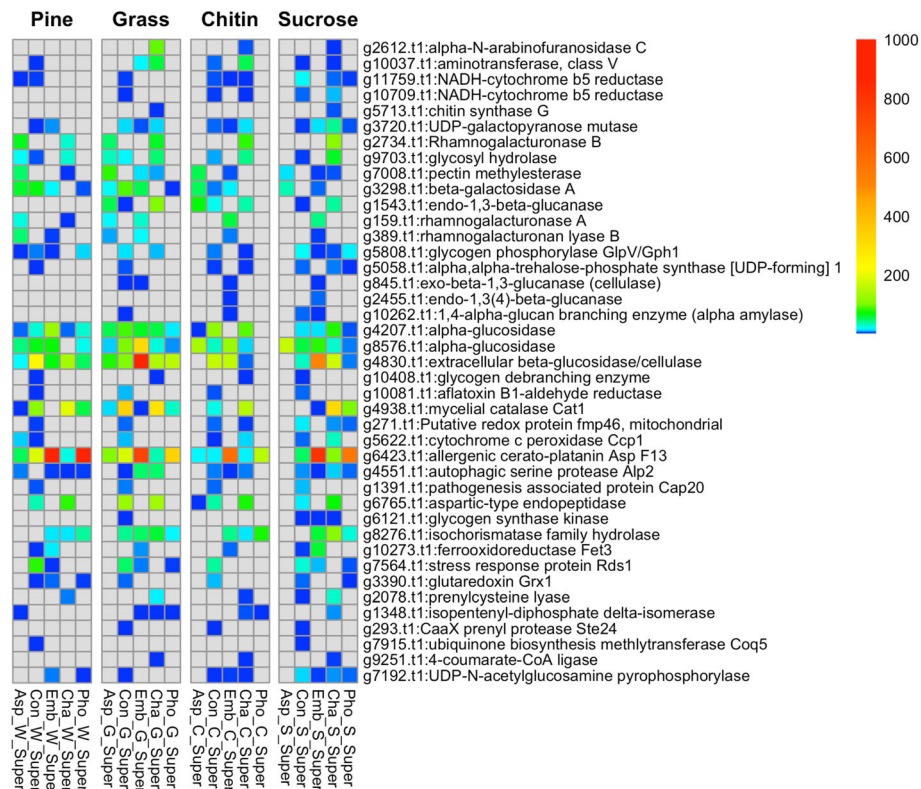 Pine Grass Chitin Sucrose
g2612.t1:alpha-N-arabinofuranosidase C
g10037.t1:aminotransferase, class V
g11759.t1:NADH-cytochrome b5 reductase
g10709.t1:NADH-cytochrome b5 reductase
g5713.t1:chitin synthase G
g3720.t1:UDP-galactopyranose mutase
g2734.t1:Rhamnogalacturonase B
g9703.t1:glycosyl hydrolase
g7008.t1:pectin methylesterase
g3298.t1:beta-galactosidase A
g1543.t1:endo-1,3-beta-glucanase
g159.t1:rhamnogalacturonase A
g389.t1:rhamnogalacturonan lyase B
g5808.t1:glycogen phosphorylase GlpV/Gph1
g5058.t1:alpha,alpha-trehalose-phosphate synthase [UDP-forming] 1
g845.t1:exo-beta-1,3-glucanase (cellulase)
g2455.t1:endo-1,3(4)-beta-glucanase
g10262.t1:1,4-alpha-glucan branching enzyme (alpha amylase)
g4207.t1:alpha-glucosidase
g8576.t1:alpha-glucosidase
g4830.t1:extracellular beta-glucosidase/cellulase
g10408.t1:glycogen debranching enzyme
g10081.t1:aflatoxin B1-aldehyde reductase
g4938.t1:mycelial catalase Cat1
g271.t1:Putative redox protein fmp46, mitochondrial
g5622.t1:cytochrome c peroxidase Ccp1
g6423.t1:allergenic cerato-platanin Asp F13
g4551.t1:autophagic serine protease Alp2
g1391.t1:pathogenesis associated protein Cap20
g6765.t1:aspartic-type endopeptidase
g6121.t1:glycogen synthase kinase
g8276.t1:isochorismatase family hydrolase
g10273.t1:ferrooxidoreductase Fet3
g7564.t1:stress response protein Rds1
g3390.t1:glutaredoxin Grx1
g2078.t1:prenylcysteine lyase
g1348.t1:isopentenyl-diphosphate delta-isomerase
g293.t1:CaaX prenyl protease Ste24
g7915.t1:ubiquinone biosynthesis methlytransferase Coq5
g9251.t1:4-coumarate-CoA ligase
g7192.t1:UDP-N-acetylglucosamine pyrophosphorylase
1000
800
600
400
200
Asp_W_Super
Con_W_Super
Emb_W_Super
Cha_W_Super
Pho_W_Super
Asp_G_Super
Con_G_Super
Emb_G_Super
Cha_G_Super
Pho_G_Super
Asp_C_Super
Con_C_Super
Emb_C_Super
Cha_C_Super
Pho_C_Super
Asp_S_Super
Con_S_Super
Emb_S_Super
Cha_S_Super
Pho_S_Super